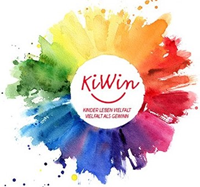 KiWin
KINDER LEBEN VIELFALT
VIELFALT ALS GEWINN